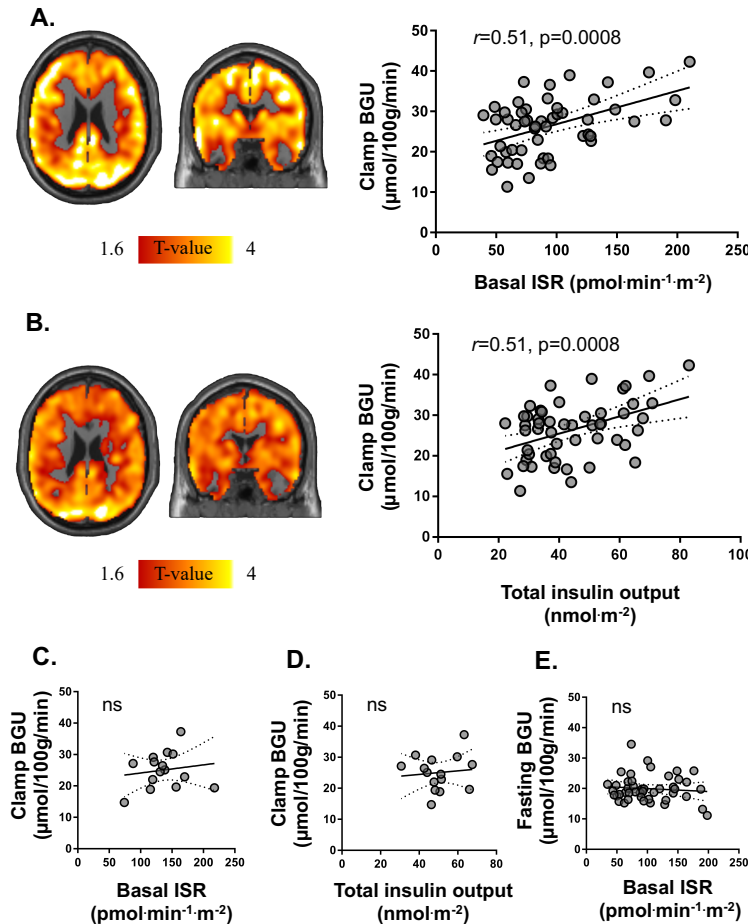 A.
r=0.51, p=0.0008
50
40
30
20
10
0
0 50 100 150 200 250
Clamp BGU
(µmol/100g/min)
Basal ISR (pmol·min-1·m-2)
1.6 T-value 4
B.
r=0.51, p=0.0008
50
40
30
20
10
0
0 20 40 60 80 100
Clamp BGU
(µmol/100g/min)
Total insulin output
(nmol·m-2)
1.6 T-value 4
C.
ns
50
40
30
20
10
0
0 50 100 150 200 250
Clamp BGU
(µmol/100g/min)
Basal ISR
(pmol·min-1·m-2)
D.
ns
50
40
30
20
10
0
0 20 40 60 80
Clamp BGU
(µmol/100g/min)
Total insulin output
(nmol·m-2)
E.
ns
50
40
30
20
10
0
0 50 100 150 200 250
Fasting BGU
(µmol/100g/min)
Basal ISR
(pmol·min-1·m-2)